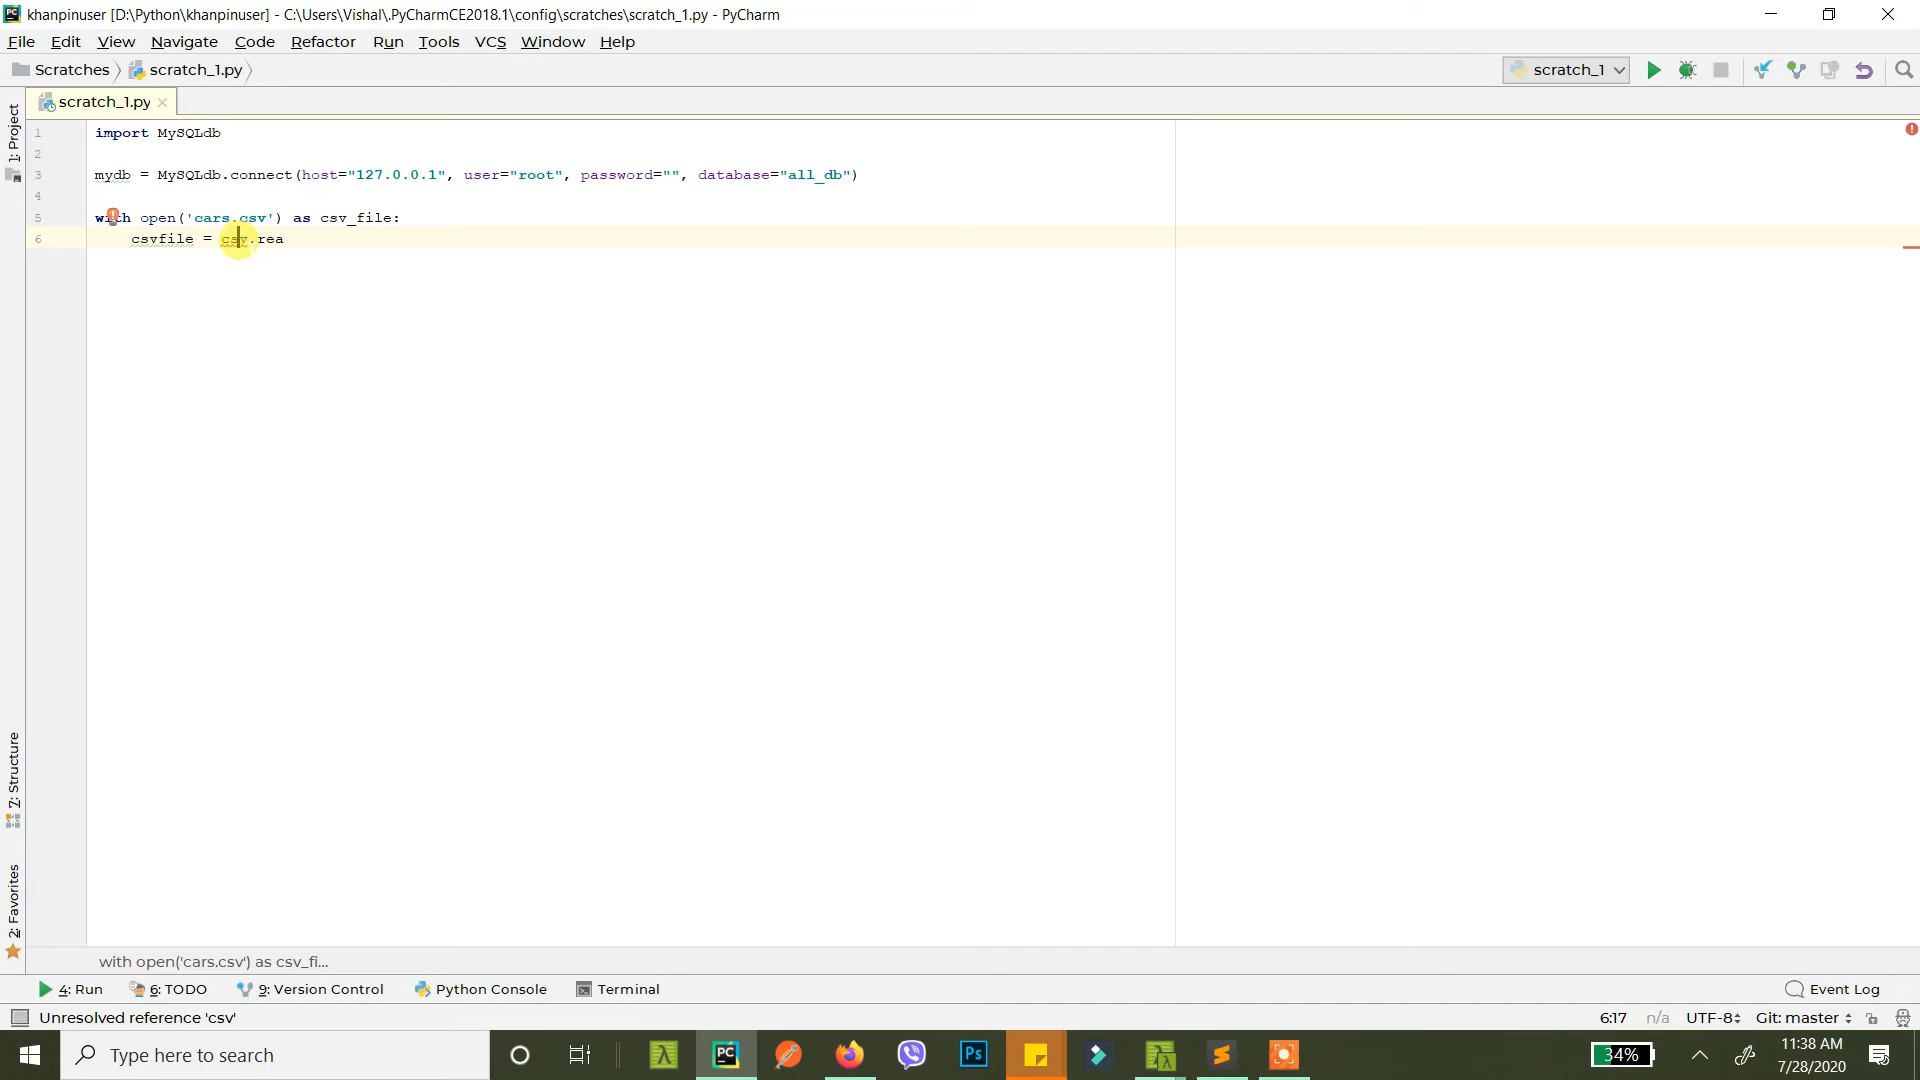 PC khanpinuser [D:\Python\khanpinuser] - C:\Users\Vishal\.PyCharmCE2018.1\config\scratches\scratch_1.py - PyCharm
File Edit View Navigate Code Refactor Run Tools VCS Window Help
Scratches scratch_1.py scratch_1
scratch_1.py
1: Project
1 import MySQLdb
2
3 mydb = MySQLdb.connect(host="127.0.0.1", user="root", password="", database="all_db")
4
5 with open('cars.csv') as csv_file:
6 csvfile = csv.rea
7: Structure
2: Favorites
with open('cars.csv') as csv_fi...
4: Run 6: TODO 9: Version Control Python Console Terminal Event Log
Unresolved reference 'csv' 6:17 n/a UTF-8 Git: master
Type here to search PC Ps 34% 11:38 AM
7/28/2020